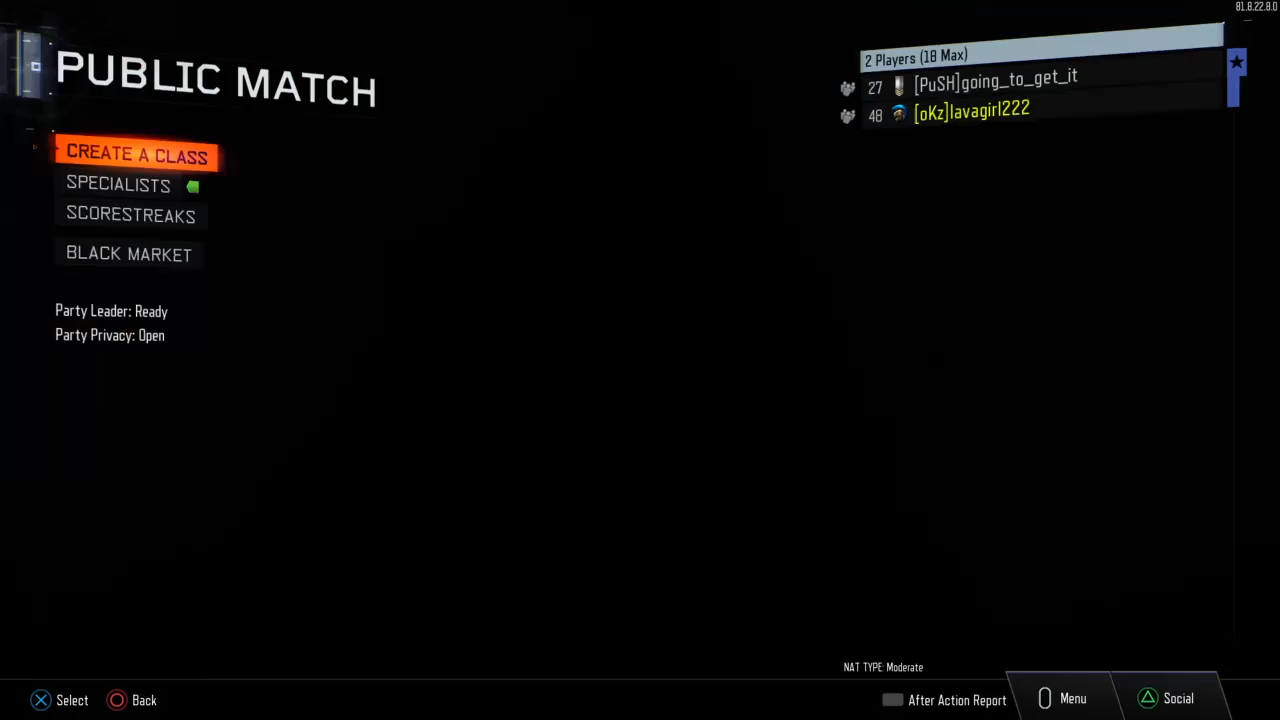 81.8.22.8.0
PUBLIC MATCH
2 Players (18 Max)
27 [PuSH]going_to_get_it
48 [oKz]lavagirl222
CREATE A CLASS
SPECIALISTS
SCORESTREAKS
BLACK MARKET
Party Leader: Ready
Party Privacy: Open
NAT TYPE: Moderate
Select Back After Action Report Menu Social